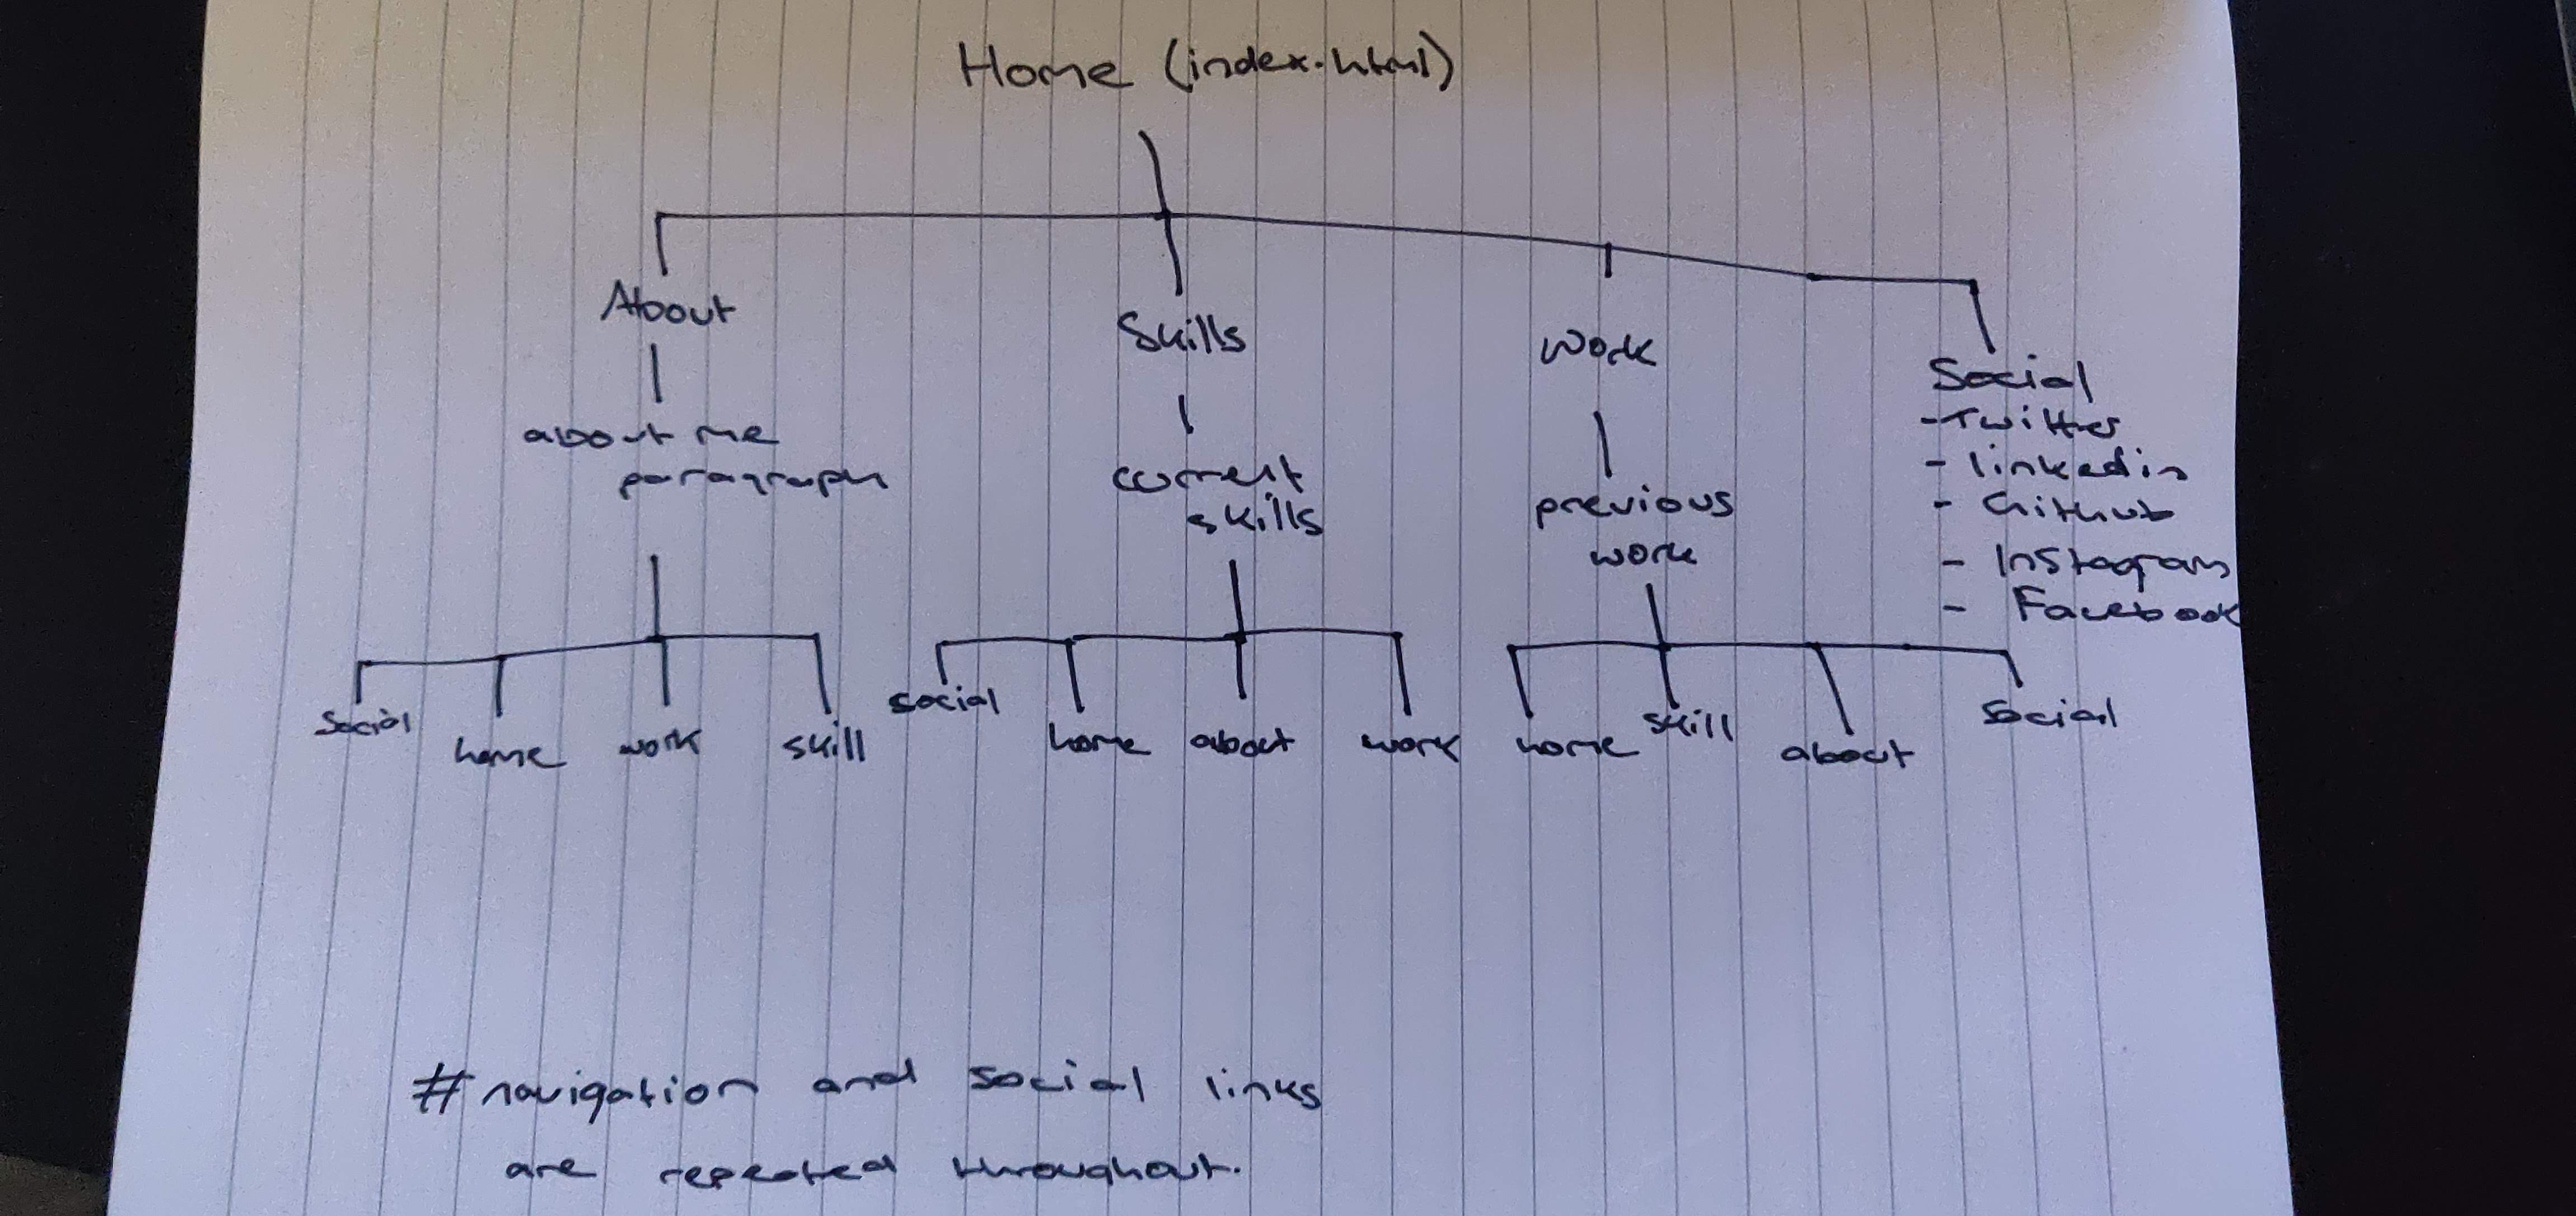 Home (index.html)
About
Skills
Work
Social
- Twitter
- linkedin
- Github
- Instagram
- Facebook
about me
paragraph
current
skills
previous
work
social
home
work
skill
social
home
about
work
home
skill
about
social
# navigation and social links
are repeated throughout.